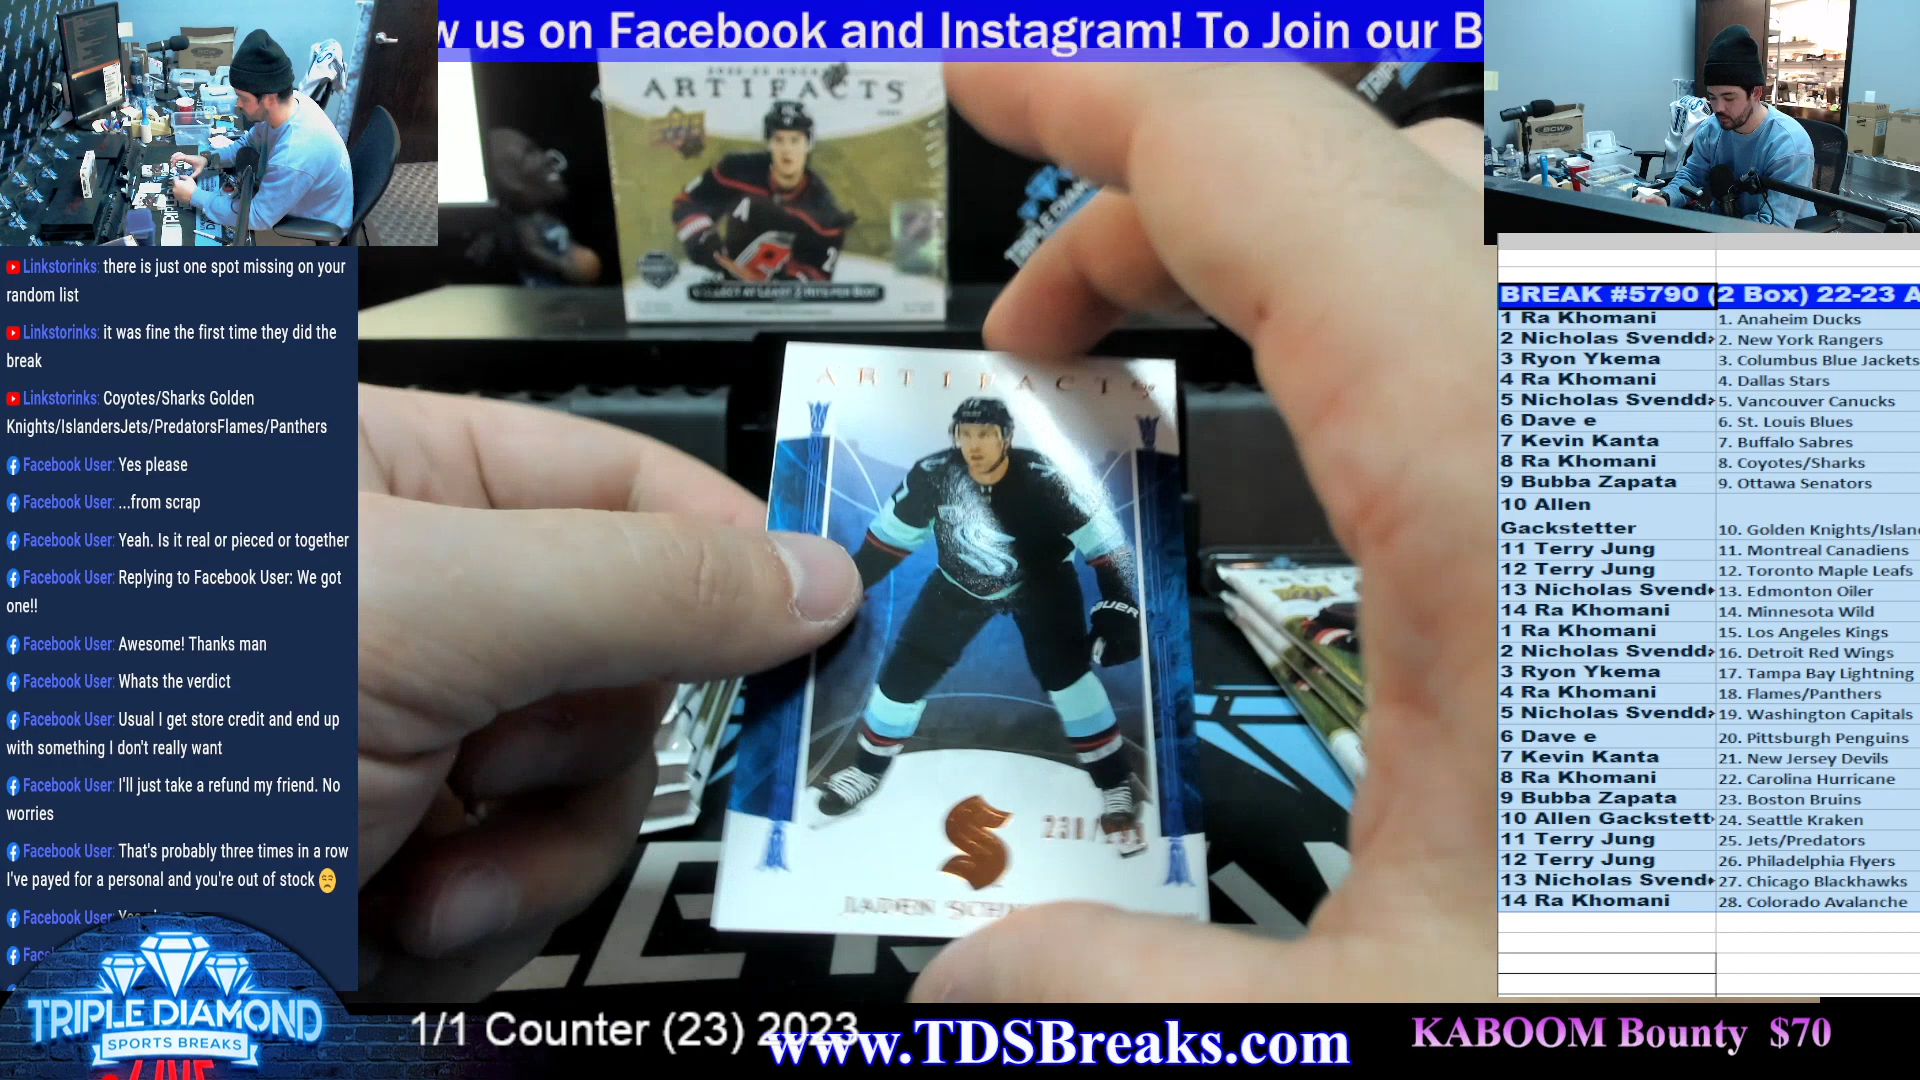 w us on Facebook and Instagram! To Join our B
ARTIFACTS
Linkstorinks: there is just one spot missing on your
random list
Linkstorinks: it was fine the first time they did the
break
Linkstorinks: Coyotes/Sharks Golden
Knights/IslandersJets/PredatorsFlames/Panthers
Facebook User: Yes please
Facebook User: ...from scrap
Facebook User: Yeah. Is it real or pieced or together
Facebook User: Replying to Facebook User: We got
one!!
Facebook User: Awesome! Thanks man
Facebook User: Whats the verdict
Facebook User: Usual I get store credit and end up
with something I don't really want
Facebook User: I'll just take a refund my friend. No
worries
Facebook User: That's probably three times in a row
I've payed for a personal and you're out of stock
Facebook User:
TRIPLE DIAMOND
SPORTS BREAKS
LIVE
ARTIFACTS
BAUER
JADEN
BCW
BREAK #5790 (2 Box) 22-23 A
1 Ra Khomani 1. Anaheim Ducks
2 Nicholas Svendd 2. New York Rangers
3 Ryon Ykema 3. Columbus Blue Jackets
4 Ra Khomani 4. Dallas Stars
5 Nicholas Svendd 5. Vancouver Canucks
6 Dave e 6. St. Louis Blues
7 Kevin Kanta 7. Buffalo Sabres
8 Ra Khomani 8. Coyotes/Sharks
9 Bubba Zapata 9. Ottawa Senators
10 Allen
Gackstetter 10. Golden Knights/Islan
11 Terry Jung 11. Montreal Canadiens
12 Terry Jung 12. Toronto Maple Leafs
13 Nicholas Svend 13. Edmonton Oiler
14 Ra Khomani 14. Minnesota Wild
1 Ra Khomani 15. Los Angeles Kings
2 Nicholas Svendd 16. Detroit Red Wings
3 Ryon Ykema 17. Tampa Bay Lightning
4 Ra Khomani 18. Flames/Panthers
5 Nicholas Svendd 19. Washington Capitals
6 Dave e 20. Pittsburgh Penguins
7 Kevin Kanta 21. New Jersey Devils
8 Ra Khomani 22. Carolina Hurricane
9 Bubba Zapata 23. Boston Bruins
10 Allen Gackstett 24. Seattle Kraken
11 Terry Jung 25. Jets/Predators
12 Terry Jung 26. Philadelphia Flyers
13 Nicholas Svend 27. Chicago Blackhawks
14 Ra Khomani 28. Colorado Avalanche
1/1 Counter (23) 2023
www.TDSBreaks.com
KABOOM Bounty $70